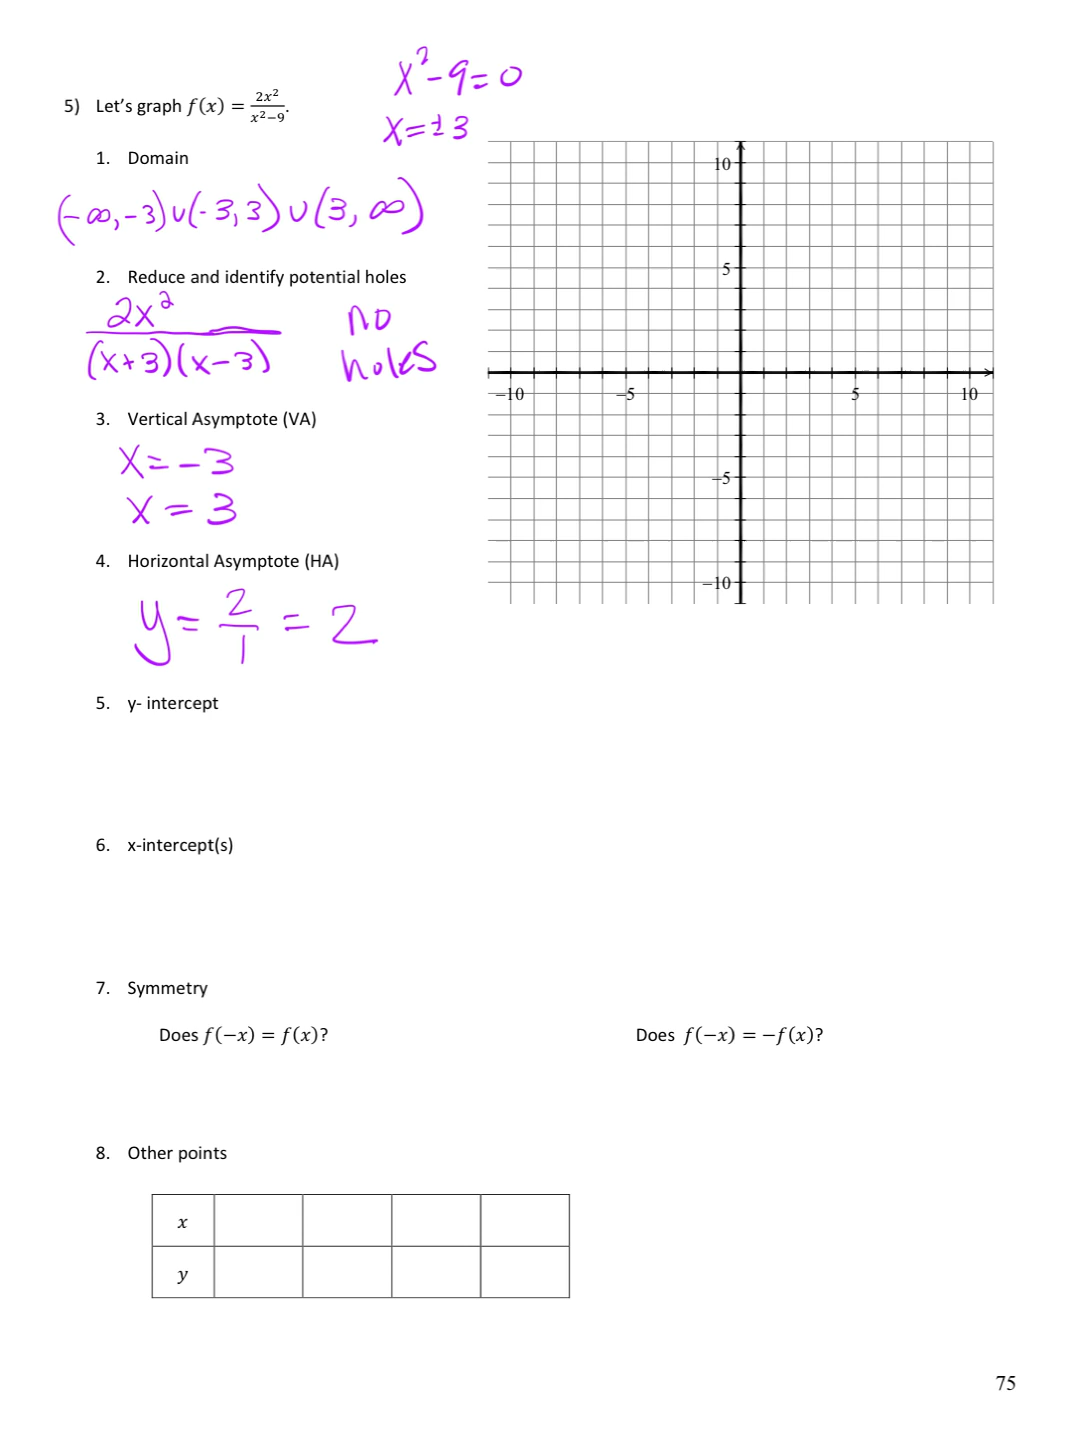 x²-9=0
5) Let's graph f(x) = 2x²/x²−9.
x=±3
1. Domain
(-∞,-3)∪(-3,3)∪(3,∞)
2. Reduce and identify potential holes
2x²/(x+3)(x-3) no holes
3. Vertical Asymptote (VA)
x=-3
x=3
4. Horizontal Asymptote (HA)
y=2/1=2
10
5
−10 −5 5 10
−5
−10
5. y- intercept
6. x-intercept(s)
7. Symmetry
Does f(−x) = f(x)? Does f(−x) = −f(x)?
8. Other points
x
y
75